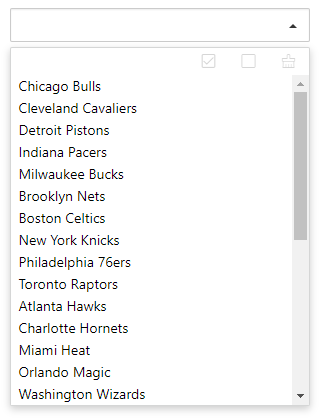 Chicago Bulls
Cleveland Cavaliers
Detroit Pistons
Indiana Pacers
Milwaukee Bucks
Brooklyn Nets
Boston Celtics
New York Knicks
Philadelphia 76ers
Toronto Raptors
Atlanta Hawks
Charlotte Hornets
Miami Heat
Orlando Magic
Washington Wizards